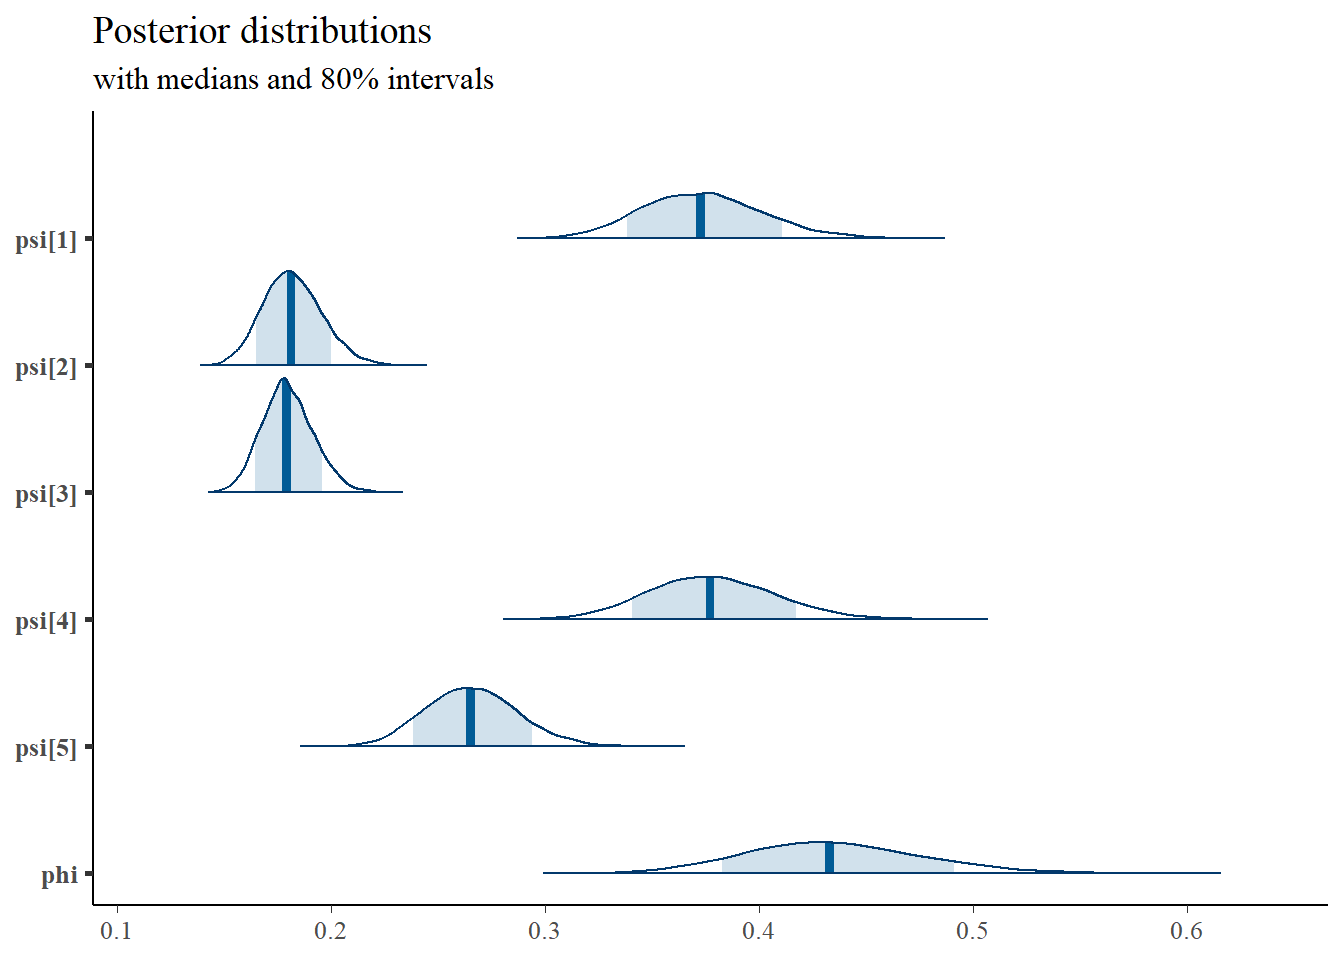 Posterior distributions
with medians and 80% intervals
psi[1]
psi[2]
psi[3]
psi[4]
psi[5]
phi
0.1 0.2 0.3 0.4 0.5 0.6